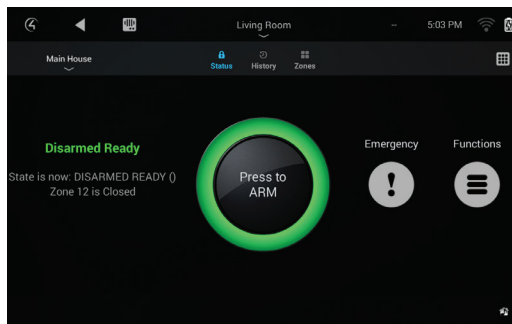 Living Room
--
5:03 PM
Main House
Status
History
Zones
Disarmed Ready
State is now: DISARMED READY ()
Zone 12 is Closed
Press to
ARM
Emergency
!
Functions